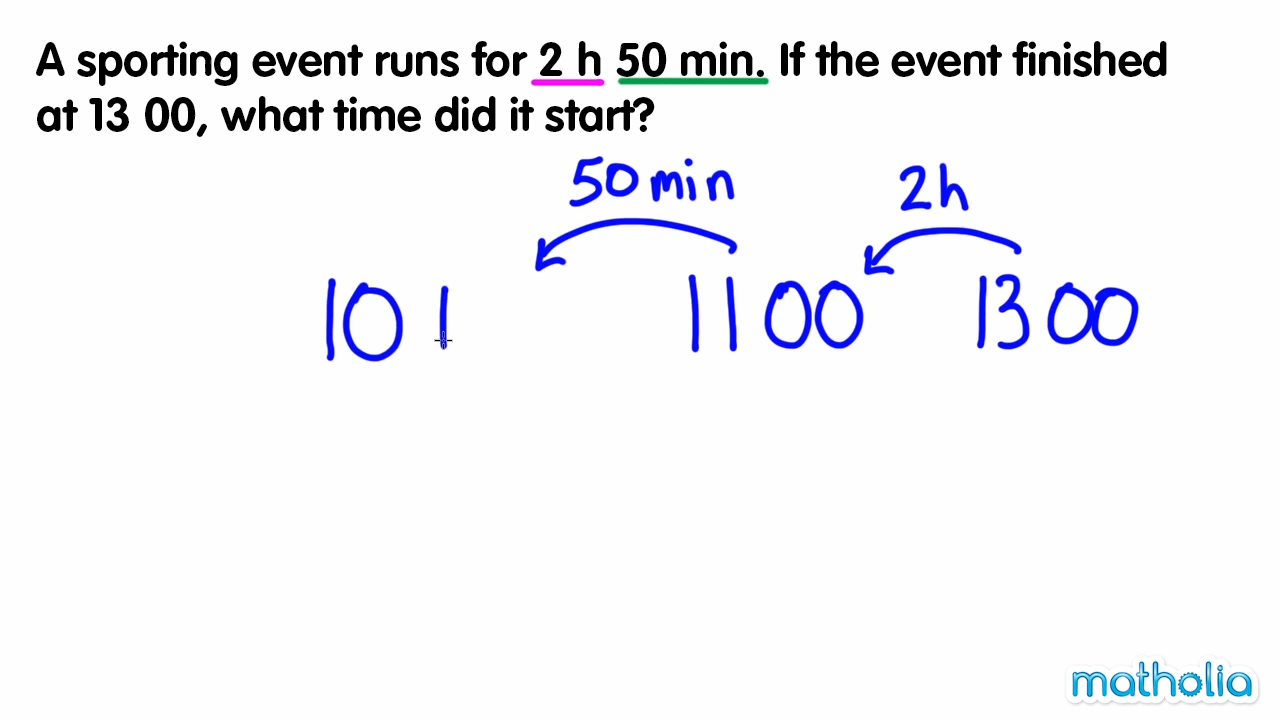 A sporting event runs for 2 h 50 min. If the event finished
at 13 00, what time did it start?
50 min 2h
10 1 11 00 13 00
matholia